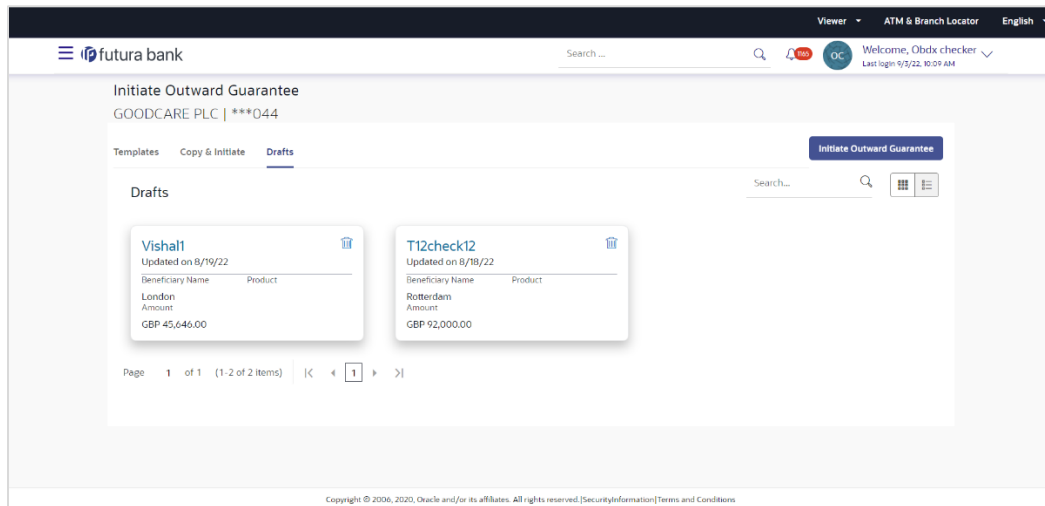 Viewer ATM & Branch Locator English
futura bank Search ... 1165 OC Welcome, Obdx checker
Last login 9/3/22, 10:09 AM
Initiate Outward Guarantee
GOODCARE PLC | ***044
Templates Copy & Initiate Drafts Initiate Outward Guarantee
Drafts Search...
Vishal1
Updated on 8/19/22
Beneficiary Name Product
London
Amount
GBP 45,646.00
T12check12
Updated on 8/18/22
Beneficiary Name Product
Rotterdam
Amount
GBP 92,000.00
Page 1 of 1 (1-2 of 2 items) 1
Copyright © 2006, 2020, Oracle and/or its affiliates. All rights reserved.|SecurityInformation|Terms and Conditions